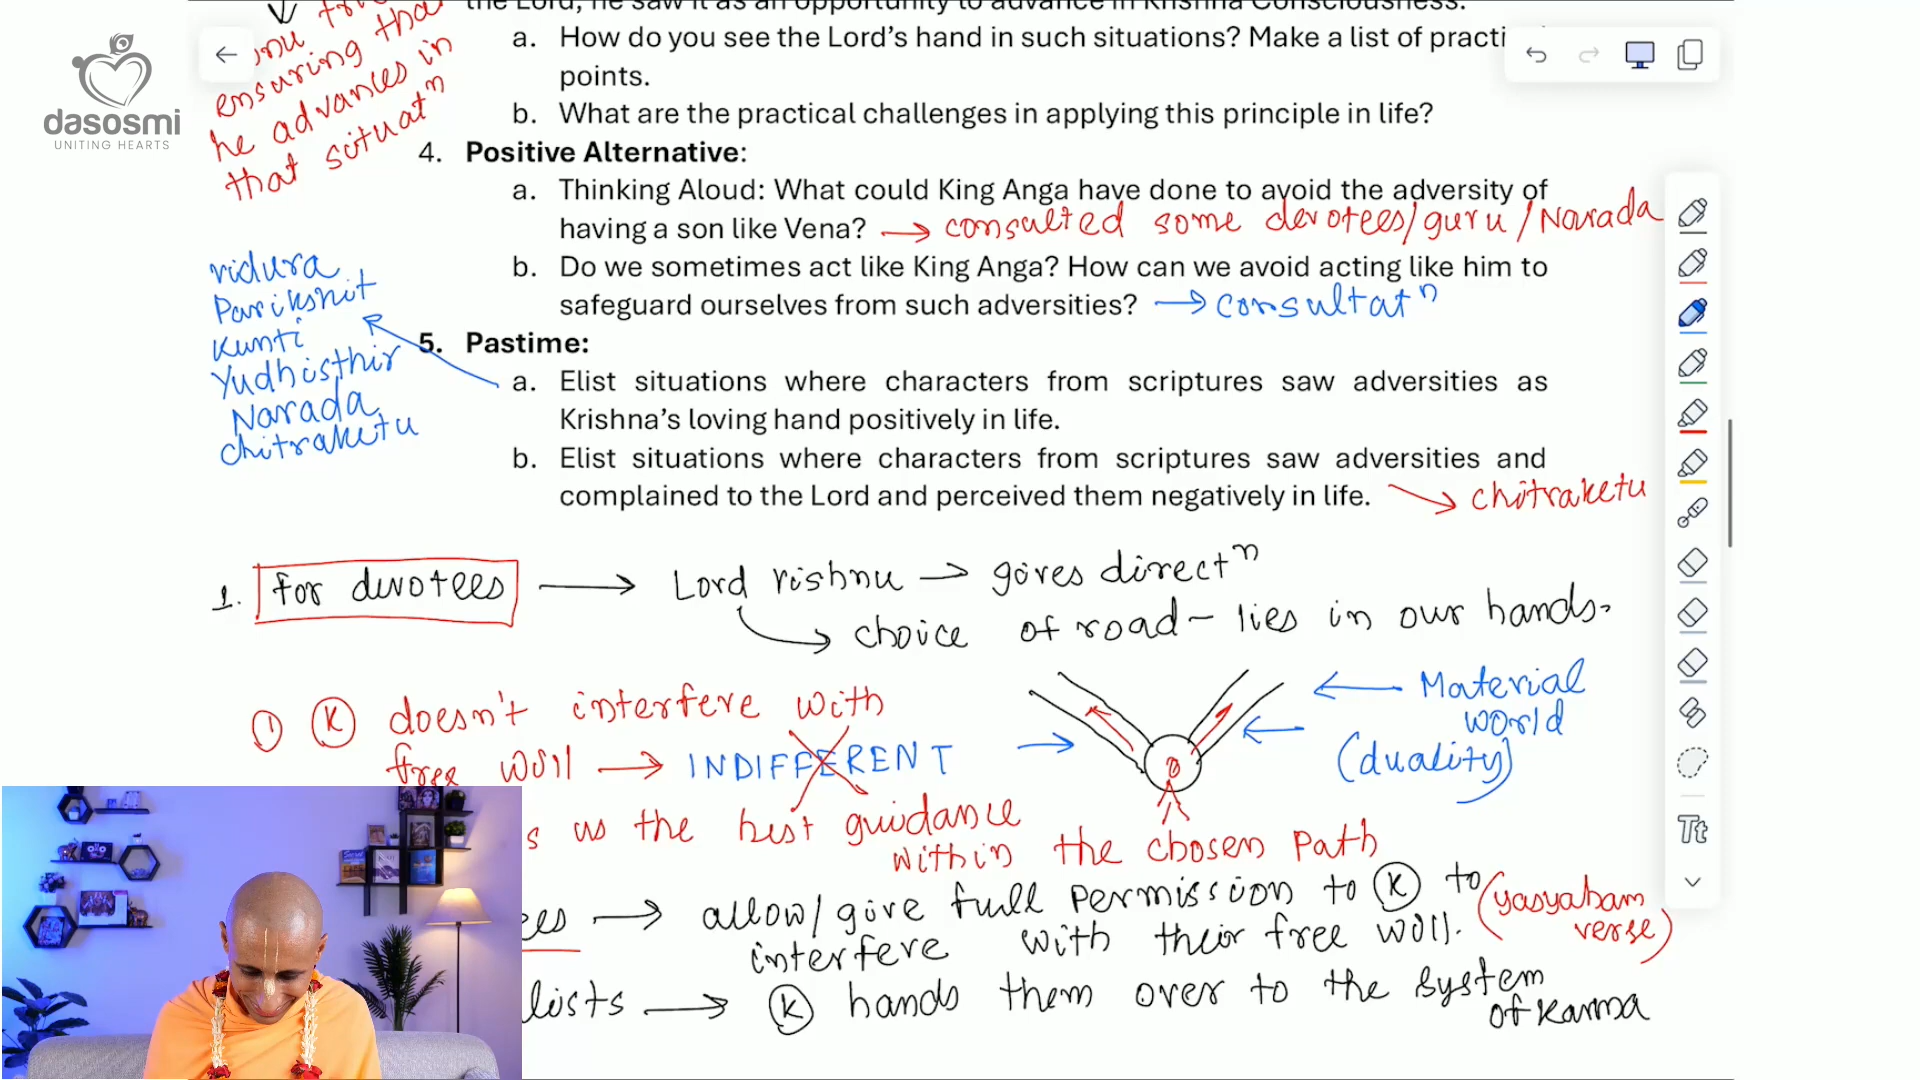 the Lord, he saw it as an opportunity to advance in Krishna Consciousness.
a. How do you see the Lord's hand in such situations? Make a list of practi
points.
b. What are the practical challenges in applying this principle in life?
ensuring tha
he advances in
that situatⁿ
dasosmi
UNITING HEARTS
4. Positive Alternative:
a. Thinking Aloud: What could King Anga have done to avoid the adversity of
having a son like Vena? → consulted some devotees/guru/Narada
b. Do we sometimes act like King Anga? How can we avoid acting like him to
safeguard ourselves from such adversities? → consultatⁿ
vidura
Parikshit
Kunti
Yudhisthir
Narada
chitraketu
5. Pastime:
a. Elist situations where characters from scriptures saw adversities as
Krishna's loving hand positively in life.
b. Elist situations where characters from scriptures saw adversities and
complained to the Lord and perceived them negatively in life. → chitraketu
1. for devotees → Lord vishnu → gives directⁿ
→ choice of road - lies in our hands.
① Ⓚ doesn't interfere with
free will → INDIFFERENT
← Material
world
(duality)
s us the best guidance
within the chosen path
ees → allow/give full permission to Ⓚ to
interfere with their free will. (yasyaham
verse)
lists → Ⓚ hands them over to the system
of karma
Tt